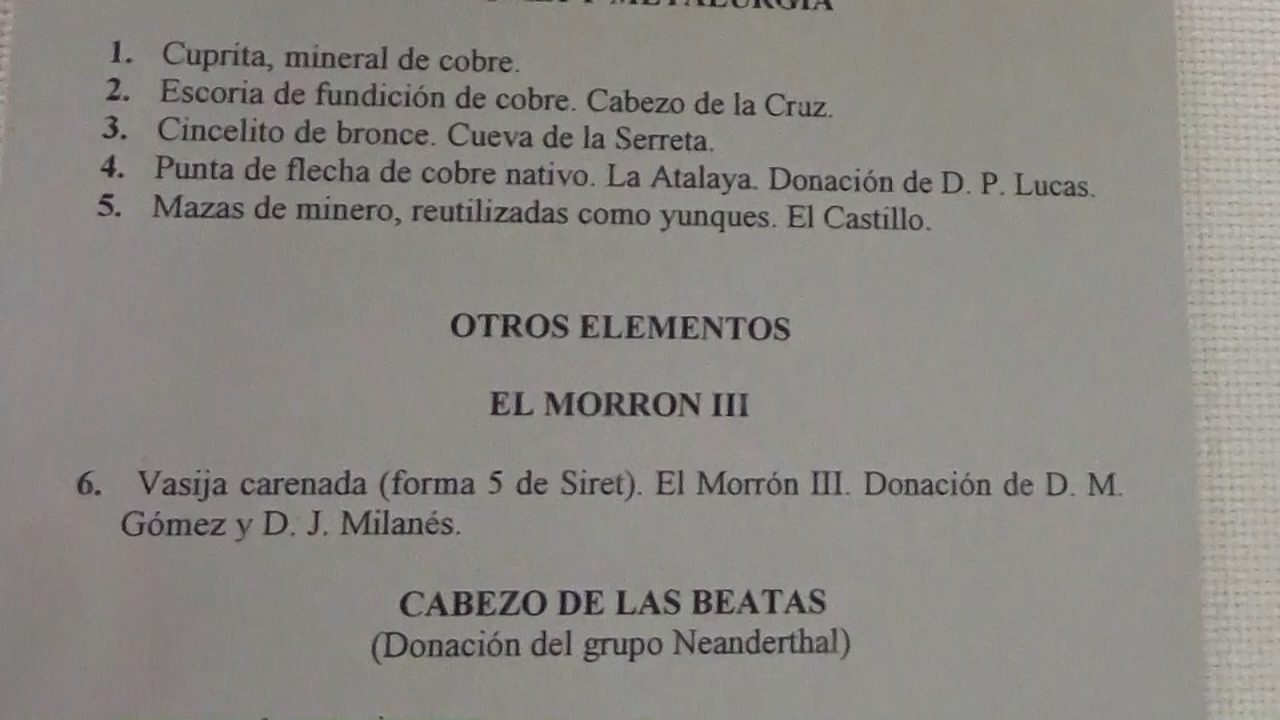 Y METALURGIA
1. Cuprita, mineral de cobre.
2. Escoria de fundición de cobre. Cabezo de la Cruz.
3. Cincelito de bronce. Cueva de la Serreta.
4. Punta de flecha de cobre nativo. La Atalaya. Donación de D. P. Lucas.
5. Mazas de minero, reutilizadas como yunques. El Castillo.
OTROS ELEMENTOS
EL MORRON III
6. Vasija carenada (forma 5 de Siret). El Morrón III. Donación de D. M.
Gómez y D. J. Milanés.
CABEZO DE LAS BEATAS
(Donación del grupo Neanderthal)